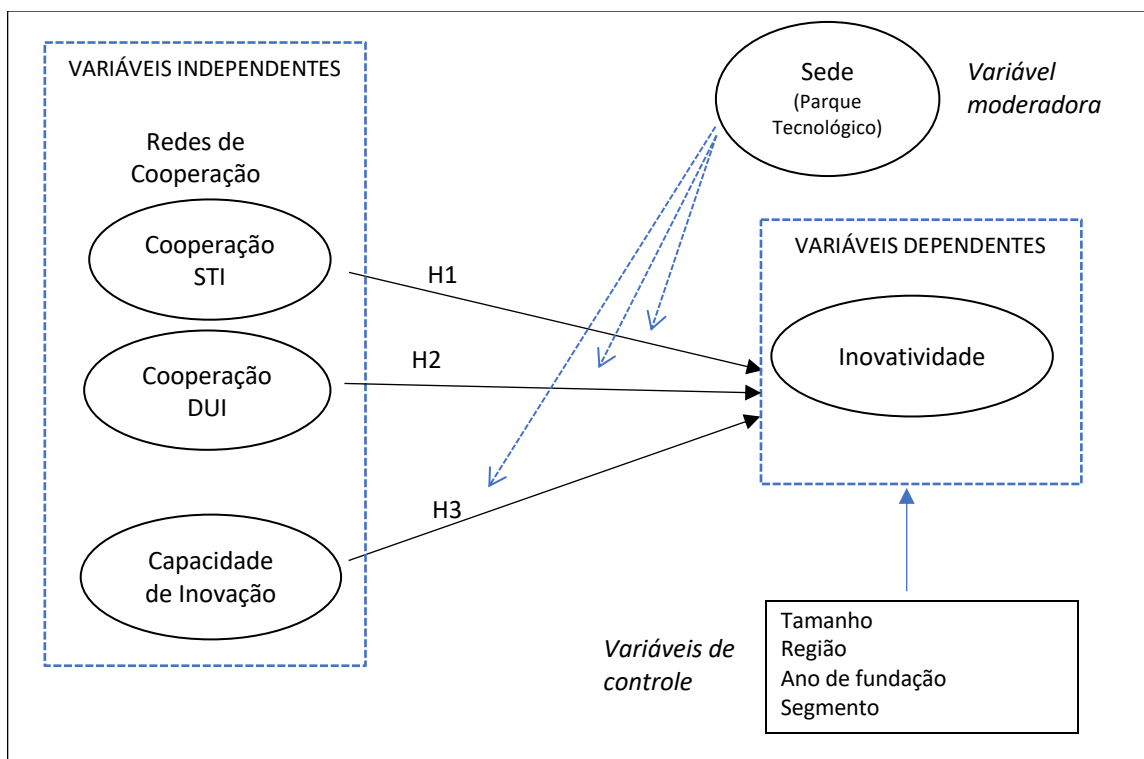 VARIÁVEIS INDEPENDENTES
Redes de
Cooperação
Cooperação
STI
Cooperação
DUI
Capacidade
de Inovação
H1
H2
H3
Sede
(Parque
Tecnológico)
Variável
moderadora
VARIÁVEIS DEPENDENTES
Inovatividade
Variáveis de
controle
Tamanho
Região
Ano de fundação
Segmento